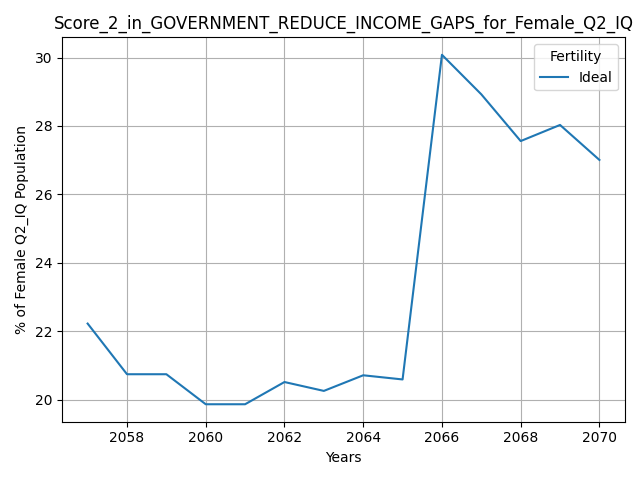 Score_2_in_GOVERNMENT_REDUCE_INCOME_GAPS_for_Female_Q2_IQ
Fertility
Ideal
% of Female Q2_IQ Population
30
28
26
24
22
20
2058 2060 2062 2064 2066 2068 2070
Years